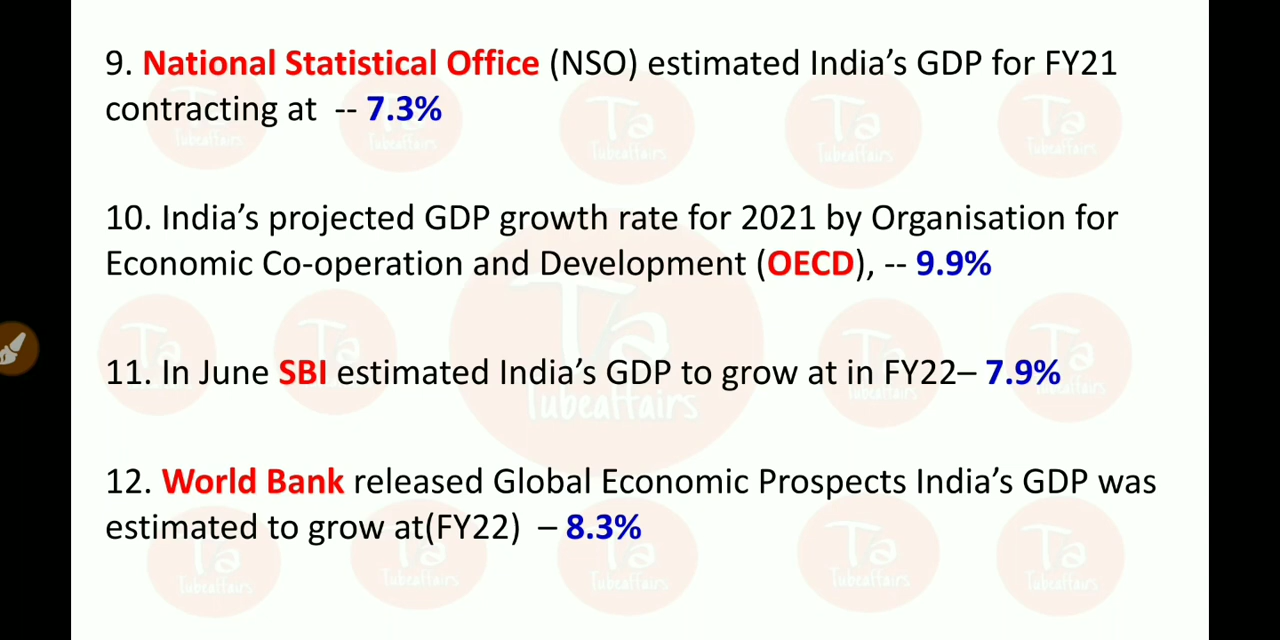 9. National Statistical Office (NSO) estimated India’s GDP for FY21
contracting at -- 7.3%
10. India’s projected GDP growth rate for 2021 by Organisation for
Economic Co-operation and Development (OECD), -- 9.9%
11. In June SBI estimated India’s GDP to grow at in FY22– 7.9%
12. World Bank released Global Economic Prospects India’s GDP was
estimated to grow at(FY22) – 8.3%
Ta
Tubeaffairs